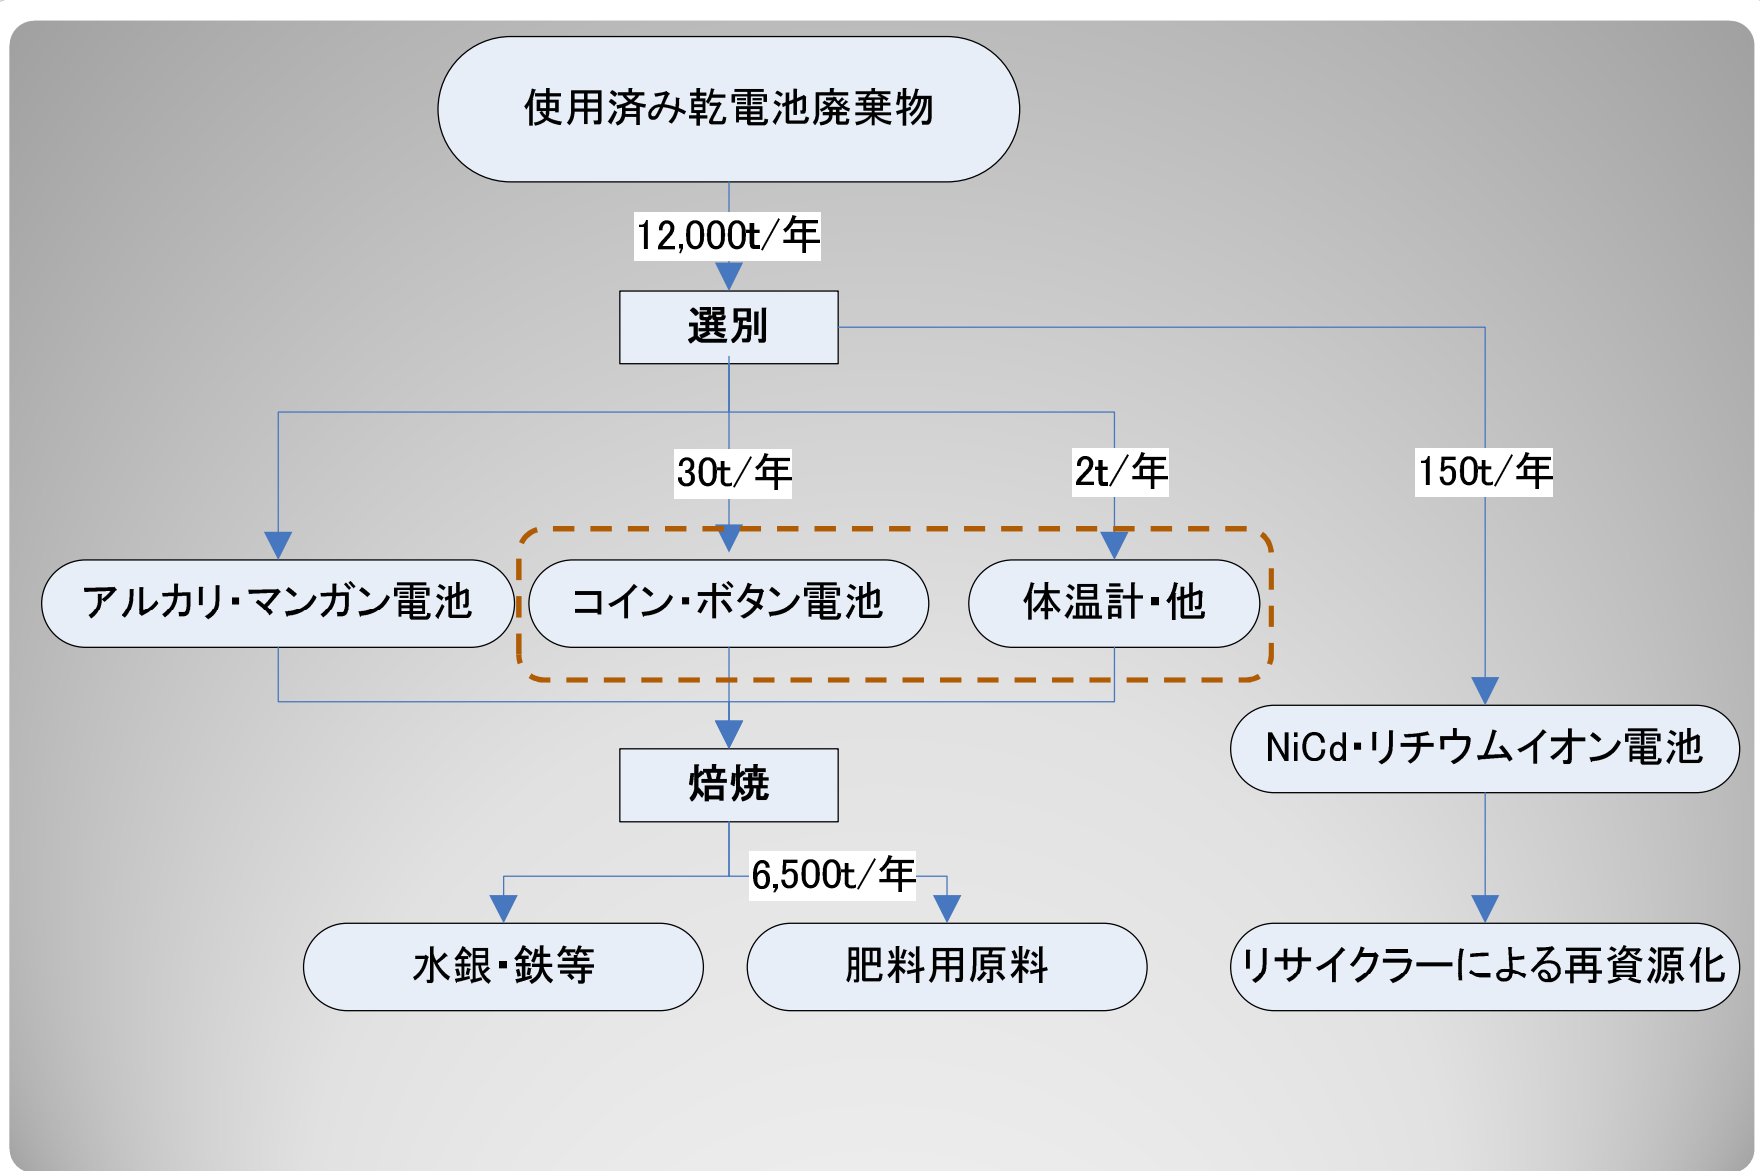 使用済み乾電池廃棄物
12,000t/年
選別
30t/年
2t/年
150t/年
アルカリ・マンガン電池
コイン・ボタン電池
体温計・他
NiCd・リチウムイオン電池
焙焼
6,500t/年
水銀・鉄等
肥料用原料
リサイクラーによる再資源化